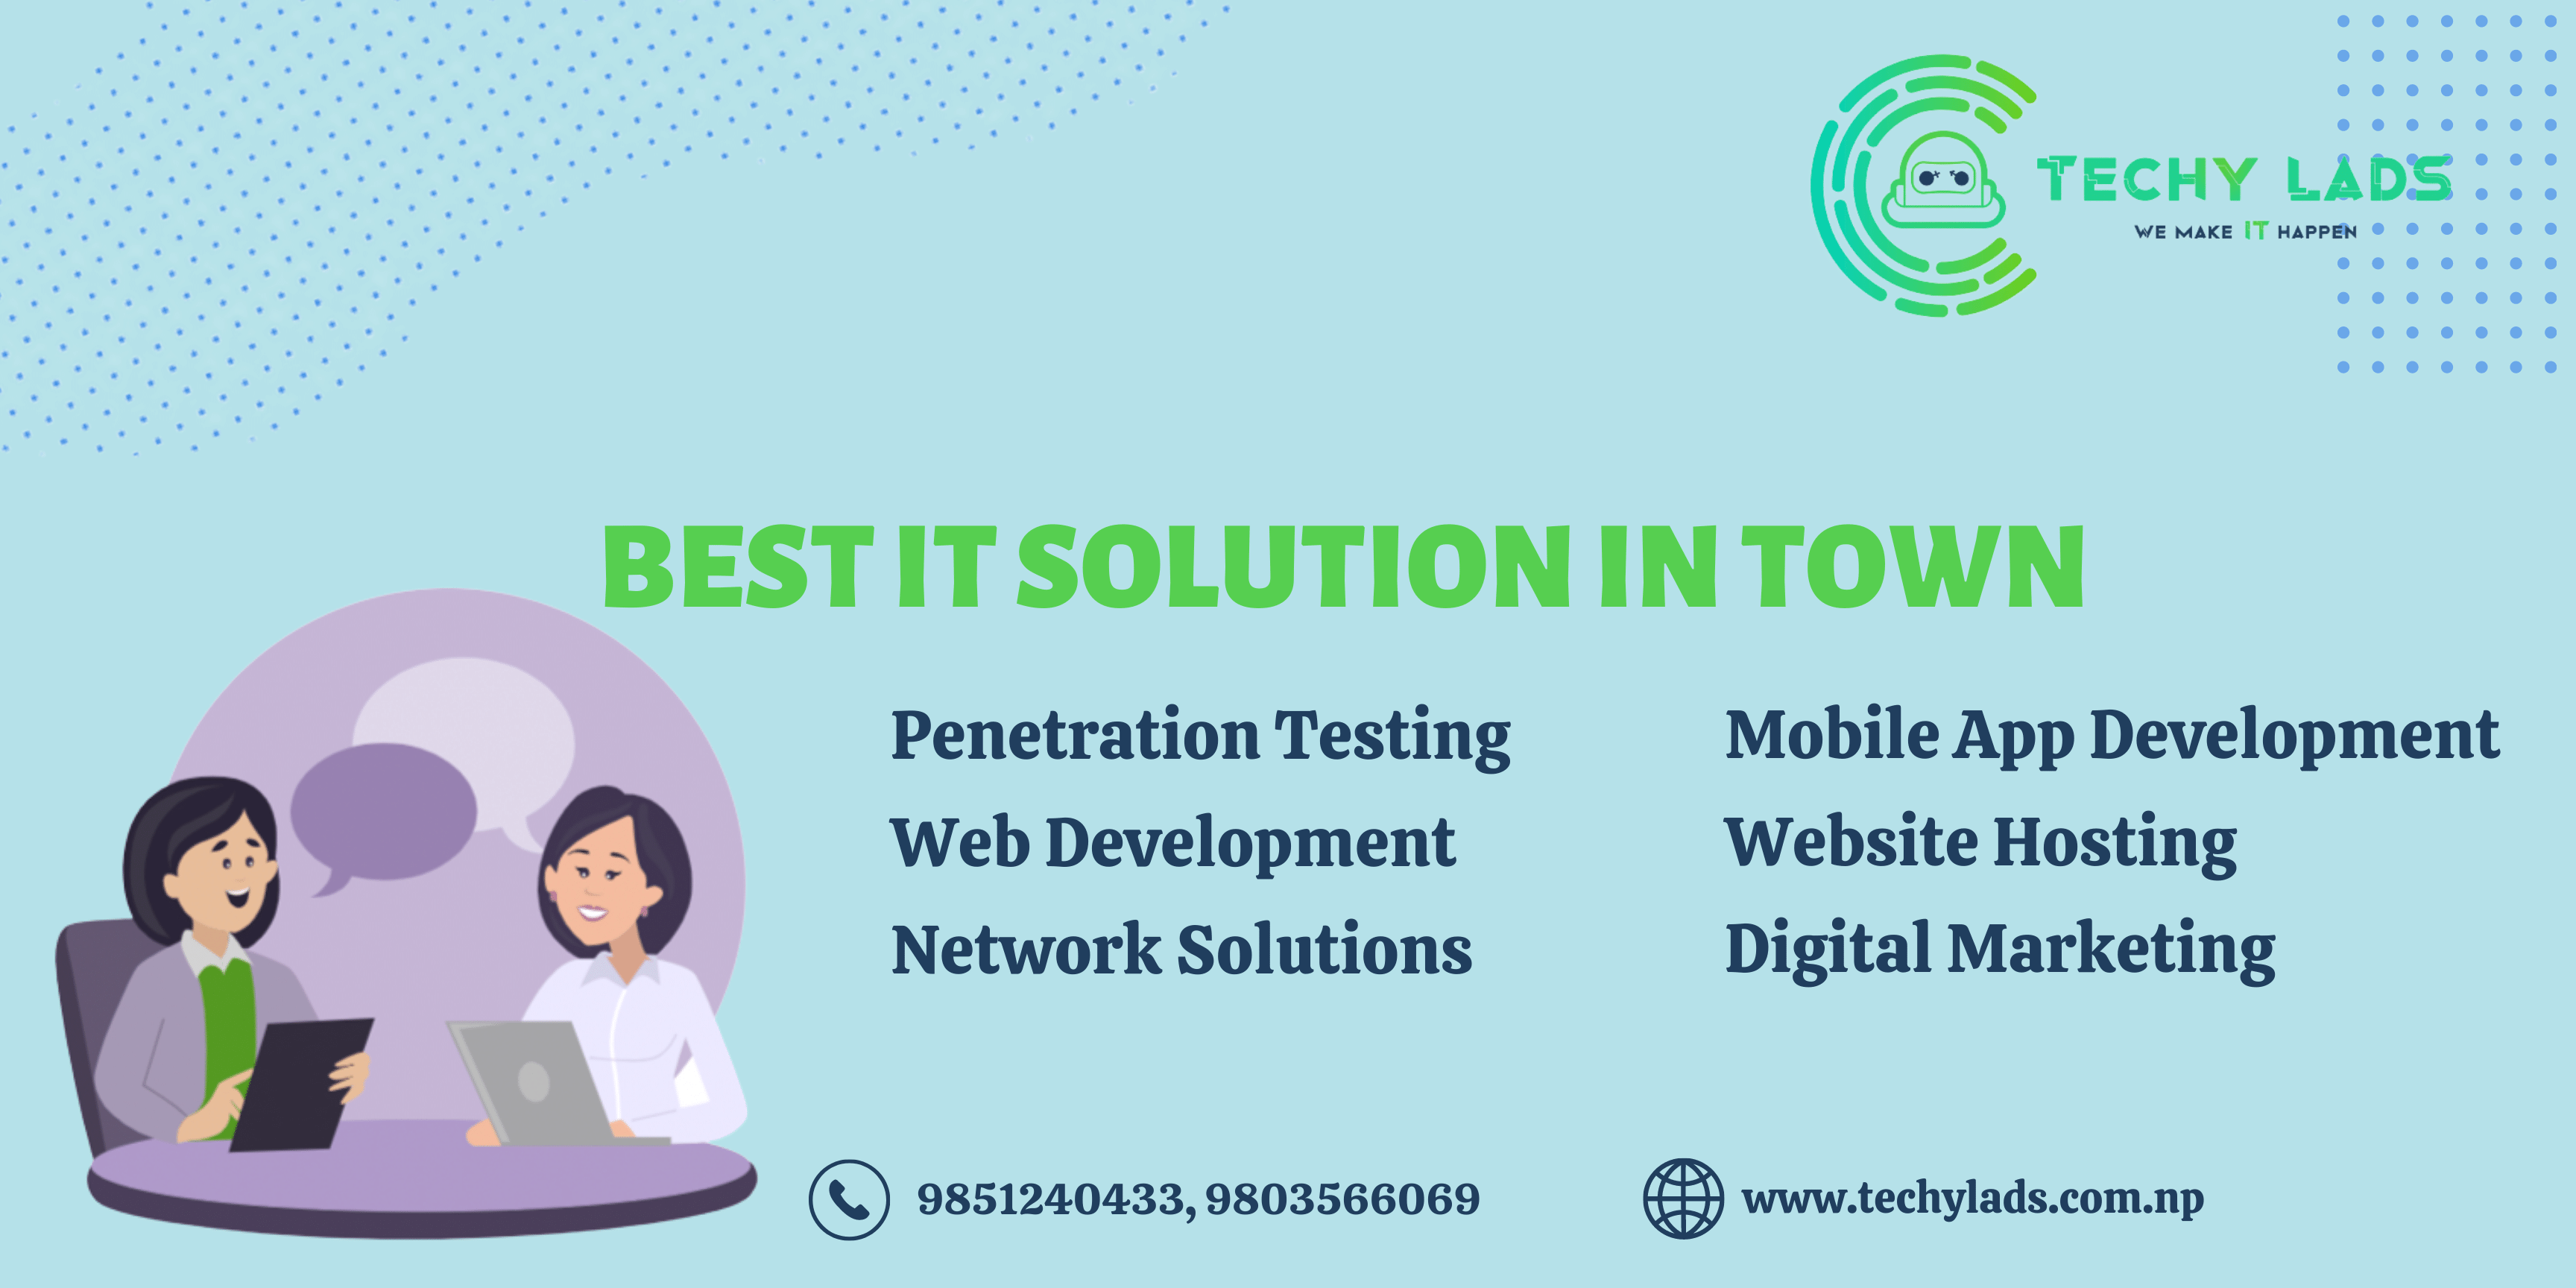 TECHY LADS
WE MAKE IT HAPPEN
BEST IT SOLUTION IN TOWN
Penetration Testing
Web Development
Network Solutions
Mobile App Development
Website Hosting
Digital Marketing
9851240433, 9803566069
www.techylads.com.np